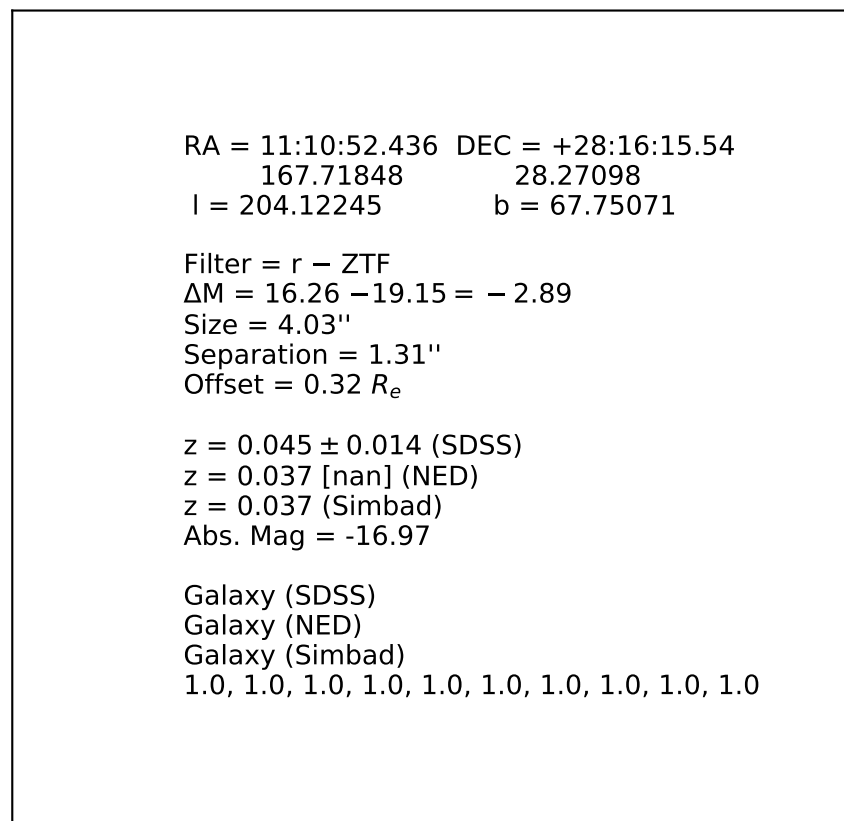 RA = 11:10:52.436  DEC = +28:16:15.54
167.71848 28.27098
l = 204.12245 b = 67.75071
Filter = r − ZTF
ΔM = 16.26 −19.15 = − 2.89
Size = 4.03''
Separation = 1.31''
Offset = 0.32 Re
z = 0.045 ± 0.014 (SDSS)
z = 0.037 [nan] (NED)
z = 0.037 (Simbad)
Abs. Mag = -16.97
Galaxy (SDSS)
Galaxy (NED)
Galaxy (Simbad)
1.0, 1.0, 1.0, 1.0, 1.0, 1.0, 1.0, 1.0, 1.0, 1.0